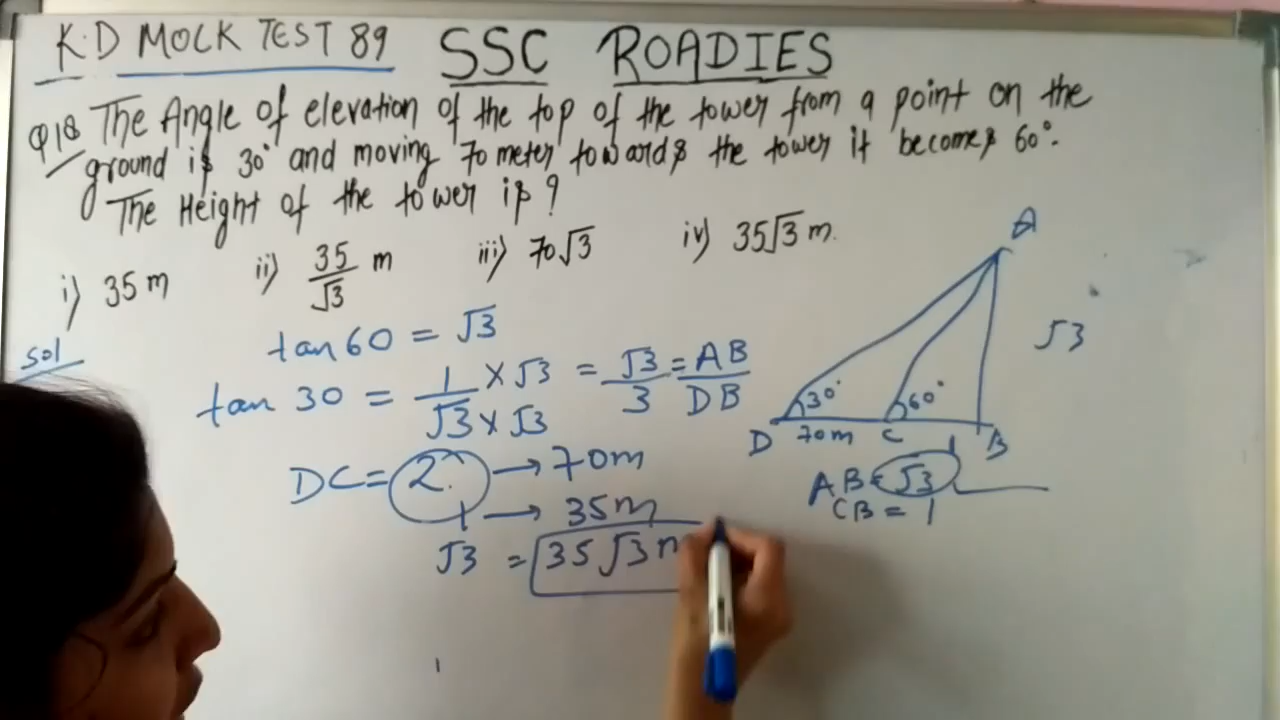 K.D MOCK TEST 89 SSC ROADIES
Q18 The Angle of elevation of the top of the tower from a point on the
ground is 30° and moving 70 meter towards the tower it becomes 60°.
The Height of the tower is?
i) 35 m ii) 35/√3 m iii) 70√3 iv) 35√3 m.
Sol
tan 60 = √3
tan 30 = 1/√3 × √3/√3 = √3/3 = AB/DB
DC = 2 → 70m
1 → 35m
√3 = 35√3 m
A
√3
30° 60°
D 70m C 1 B
AB = √3
CB = 1